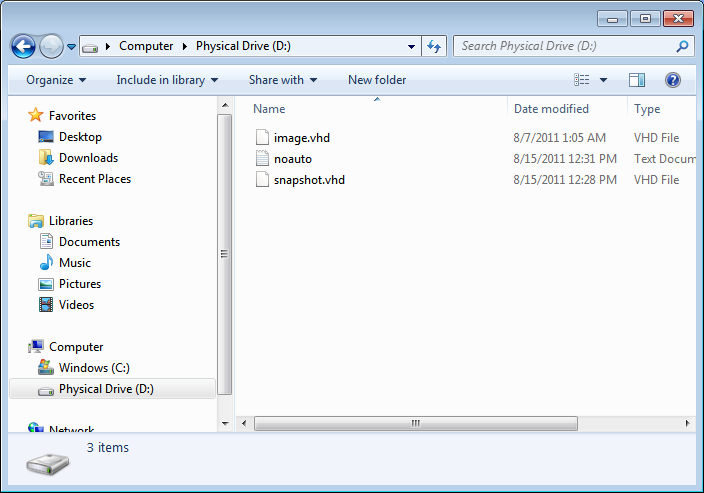 Computer Physical Drive (D:) Search Physical Drive (D:)
Organize Include in library Share with New folder
Favorites
Desktop
Downloads
Recent Places
Libraries
Documents
Music
Pictures
Videos
Computer
Windows (C:)
Physical Drive (D:)
Network
Name Date modified Type
image.vhd 8/7/2011 1:05 AM VHD File
noauto 8/15/2011 12:31 PM Text Docum
snapshot.vhd 8/15/2011 12:28 PM VHD File
3 items